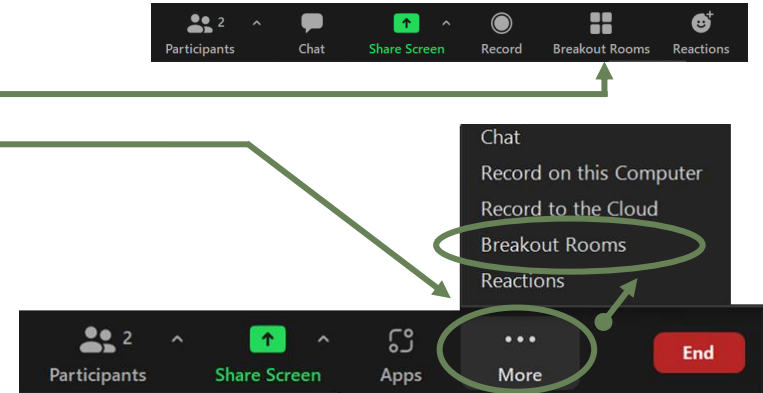 2
Participants Chat Share Screen Record Breakout Rooms Reactions
Chat
Record on this Computer
Record to the Cloud
Breakout Rooms
Reactions
2
Participants Share Screen Apps More End